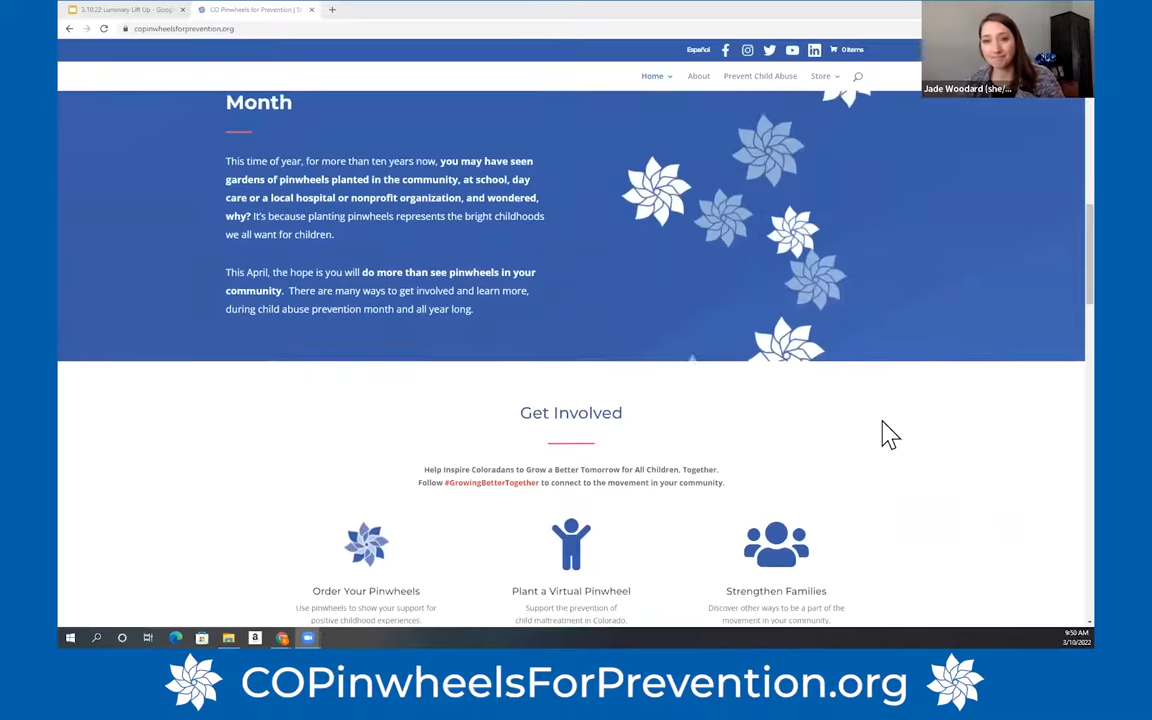 3.10.22 Luminary Lift Up - Goog
CO Pinwheels for Prevention | S
copinwheelsforprevention.org
Español
0 Items
Home
About
Prevent Child Abuse
Store
Jade Woodard (she/...
Month
This time of year, for more than ten years now, you may have seen
gardens of pinwheels planted in the community, at school, day
care or a local hospital or nonprofit organization, and wondered,
why? It's because planting pinwheels represents the bright childhoods
we all want for children.
This April, the hope is you will do more than see pinwheels in your
community. There are many ways to get involved and learn more,
during child abuse prevention month and all year long.
Get Involved
Help Inspire Coloradans to Grow a Better Tomorrow for All Children, Together.
Follow #GrowingBetterTogether to connect to the movement in your community.
Order Your Pinwheels
Use pinwheels to show your support for
positive childhood experiences.
Plant a Virtual Pinwheel
Support the prevention of
child maltreatment in Colorado.
Strengthen Families
Discover other ways to be a part of the
movement in your community.
9:50 AM
3/10/2022
COPinwheelsForPrevention.org